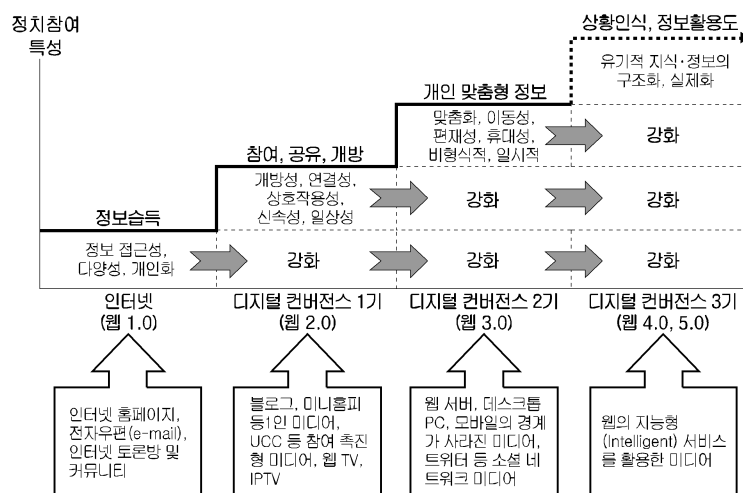 정치참여
특성
상황인식, 정보활용도
유기적 지식·정보의
구조화, 실제화
개인 맞춤형 정보
맞춤화, 이동성,
편재성, 휴대성,
비형식적, 일시적
강화
참여, 공유, 개방
개방성, 연결성,
상호작용성,
신속성, 일상성
강화
강화
정보습득
정보 접근성,
다양성, 개인화
강화
강화
강화
인터넷
(웹 1.0)
디지털 컨버전스 1기
(웹 2.0)
디지털 컨버전스 2기
(웹 3.0)
디지털 컨버전스 3기
(웹 4.0, 5.0)
인터넷 홈페이지,
전자우편(e-mail),
인터넷 토론방 및
커뮤니티
블로그, 미니홈피
등1인 미디어,
UCC 등 참여 촉진
형 미디어, 웹 TV,
IPTV
웹 서버, 데스크톱
PC, 모바일의 경계
가 사라진 미디어,
트위터 등 소셜 네
트워크 미디어
웹의 지능형
(Intelligent) 서비스
를 활용한 미디어